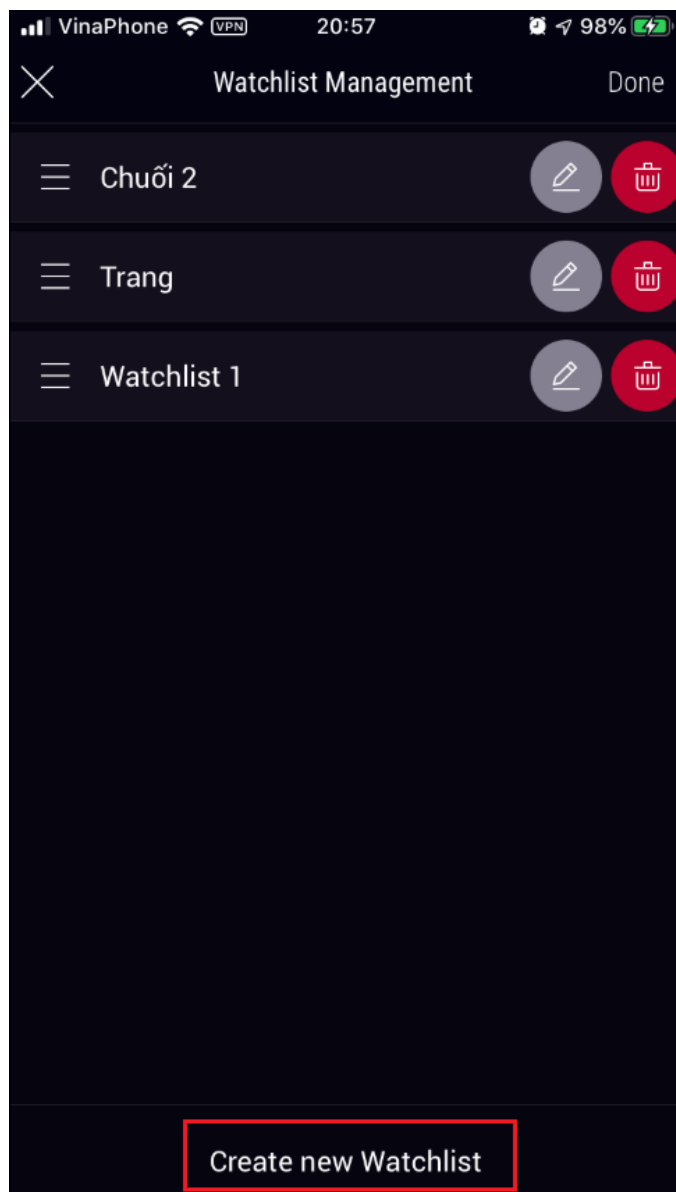 VinaPhone VPN 20:57 98%
Watchlist Management Done
Chuối 2
Trang
Watchlist 1
Create new Watchlist